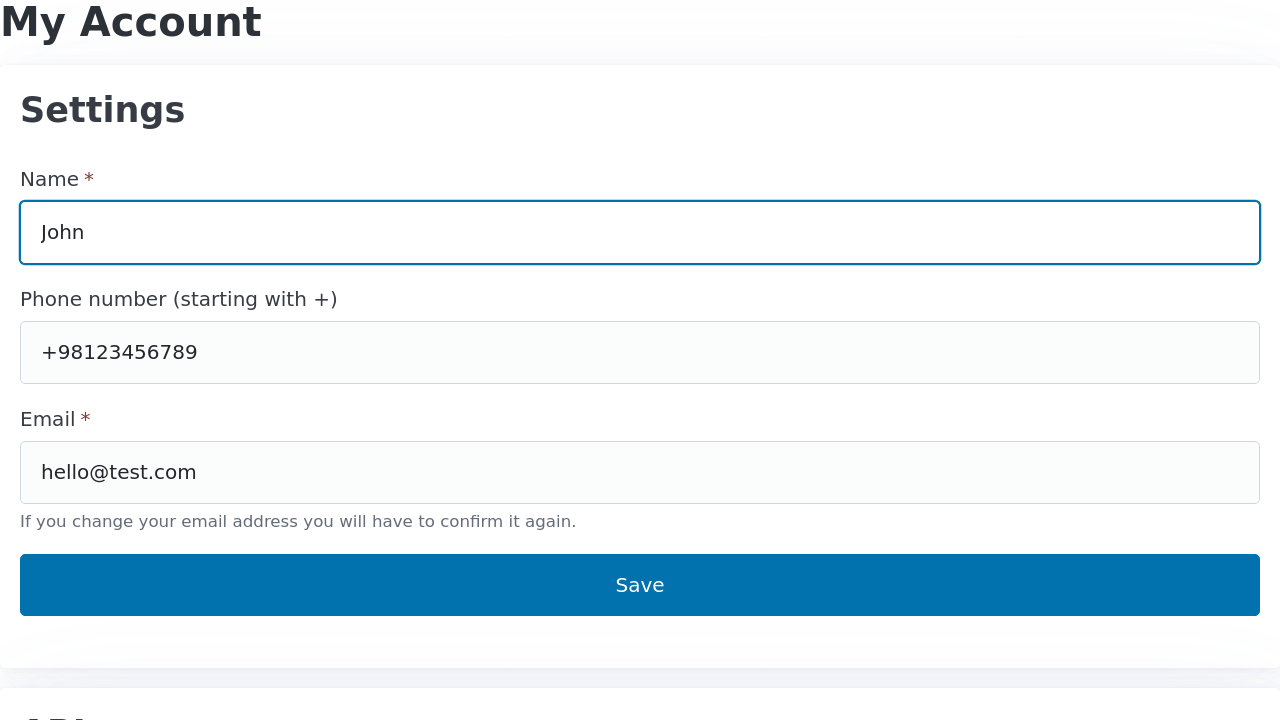 My Account
Settings
Name *
John
Phone number (starting with +)
+98123456789
Email *
hello@test.com
If you change your email address you will have to confirm it again.
Save